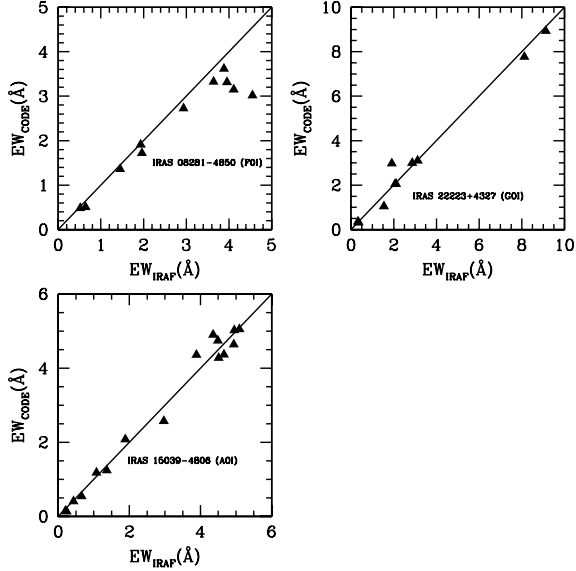 5
4
3
2
1
0
EW_CODE(Å)
IRAS 08281-4850 (F0I)
0 1 2 3 4 5
EW_IRAF(Å)
10
8
6
4
2
0
EW_CODE(Å)
IRAS 22223+4327 (G0I)
0 2 4 6 8 10
EW_IRAF(Å)
6
4
2
0
EW_CODE(Å)
IRAS 15039-4806 (A0I)
0 2 4 6
EW_IRAF(Å)